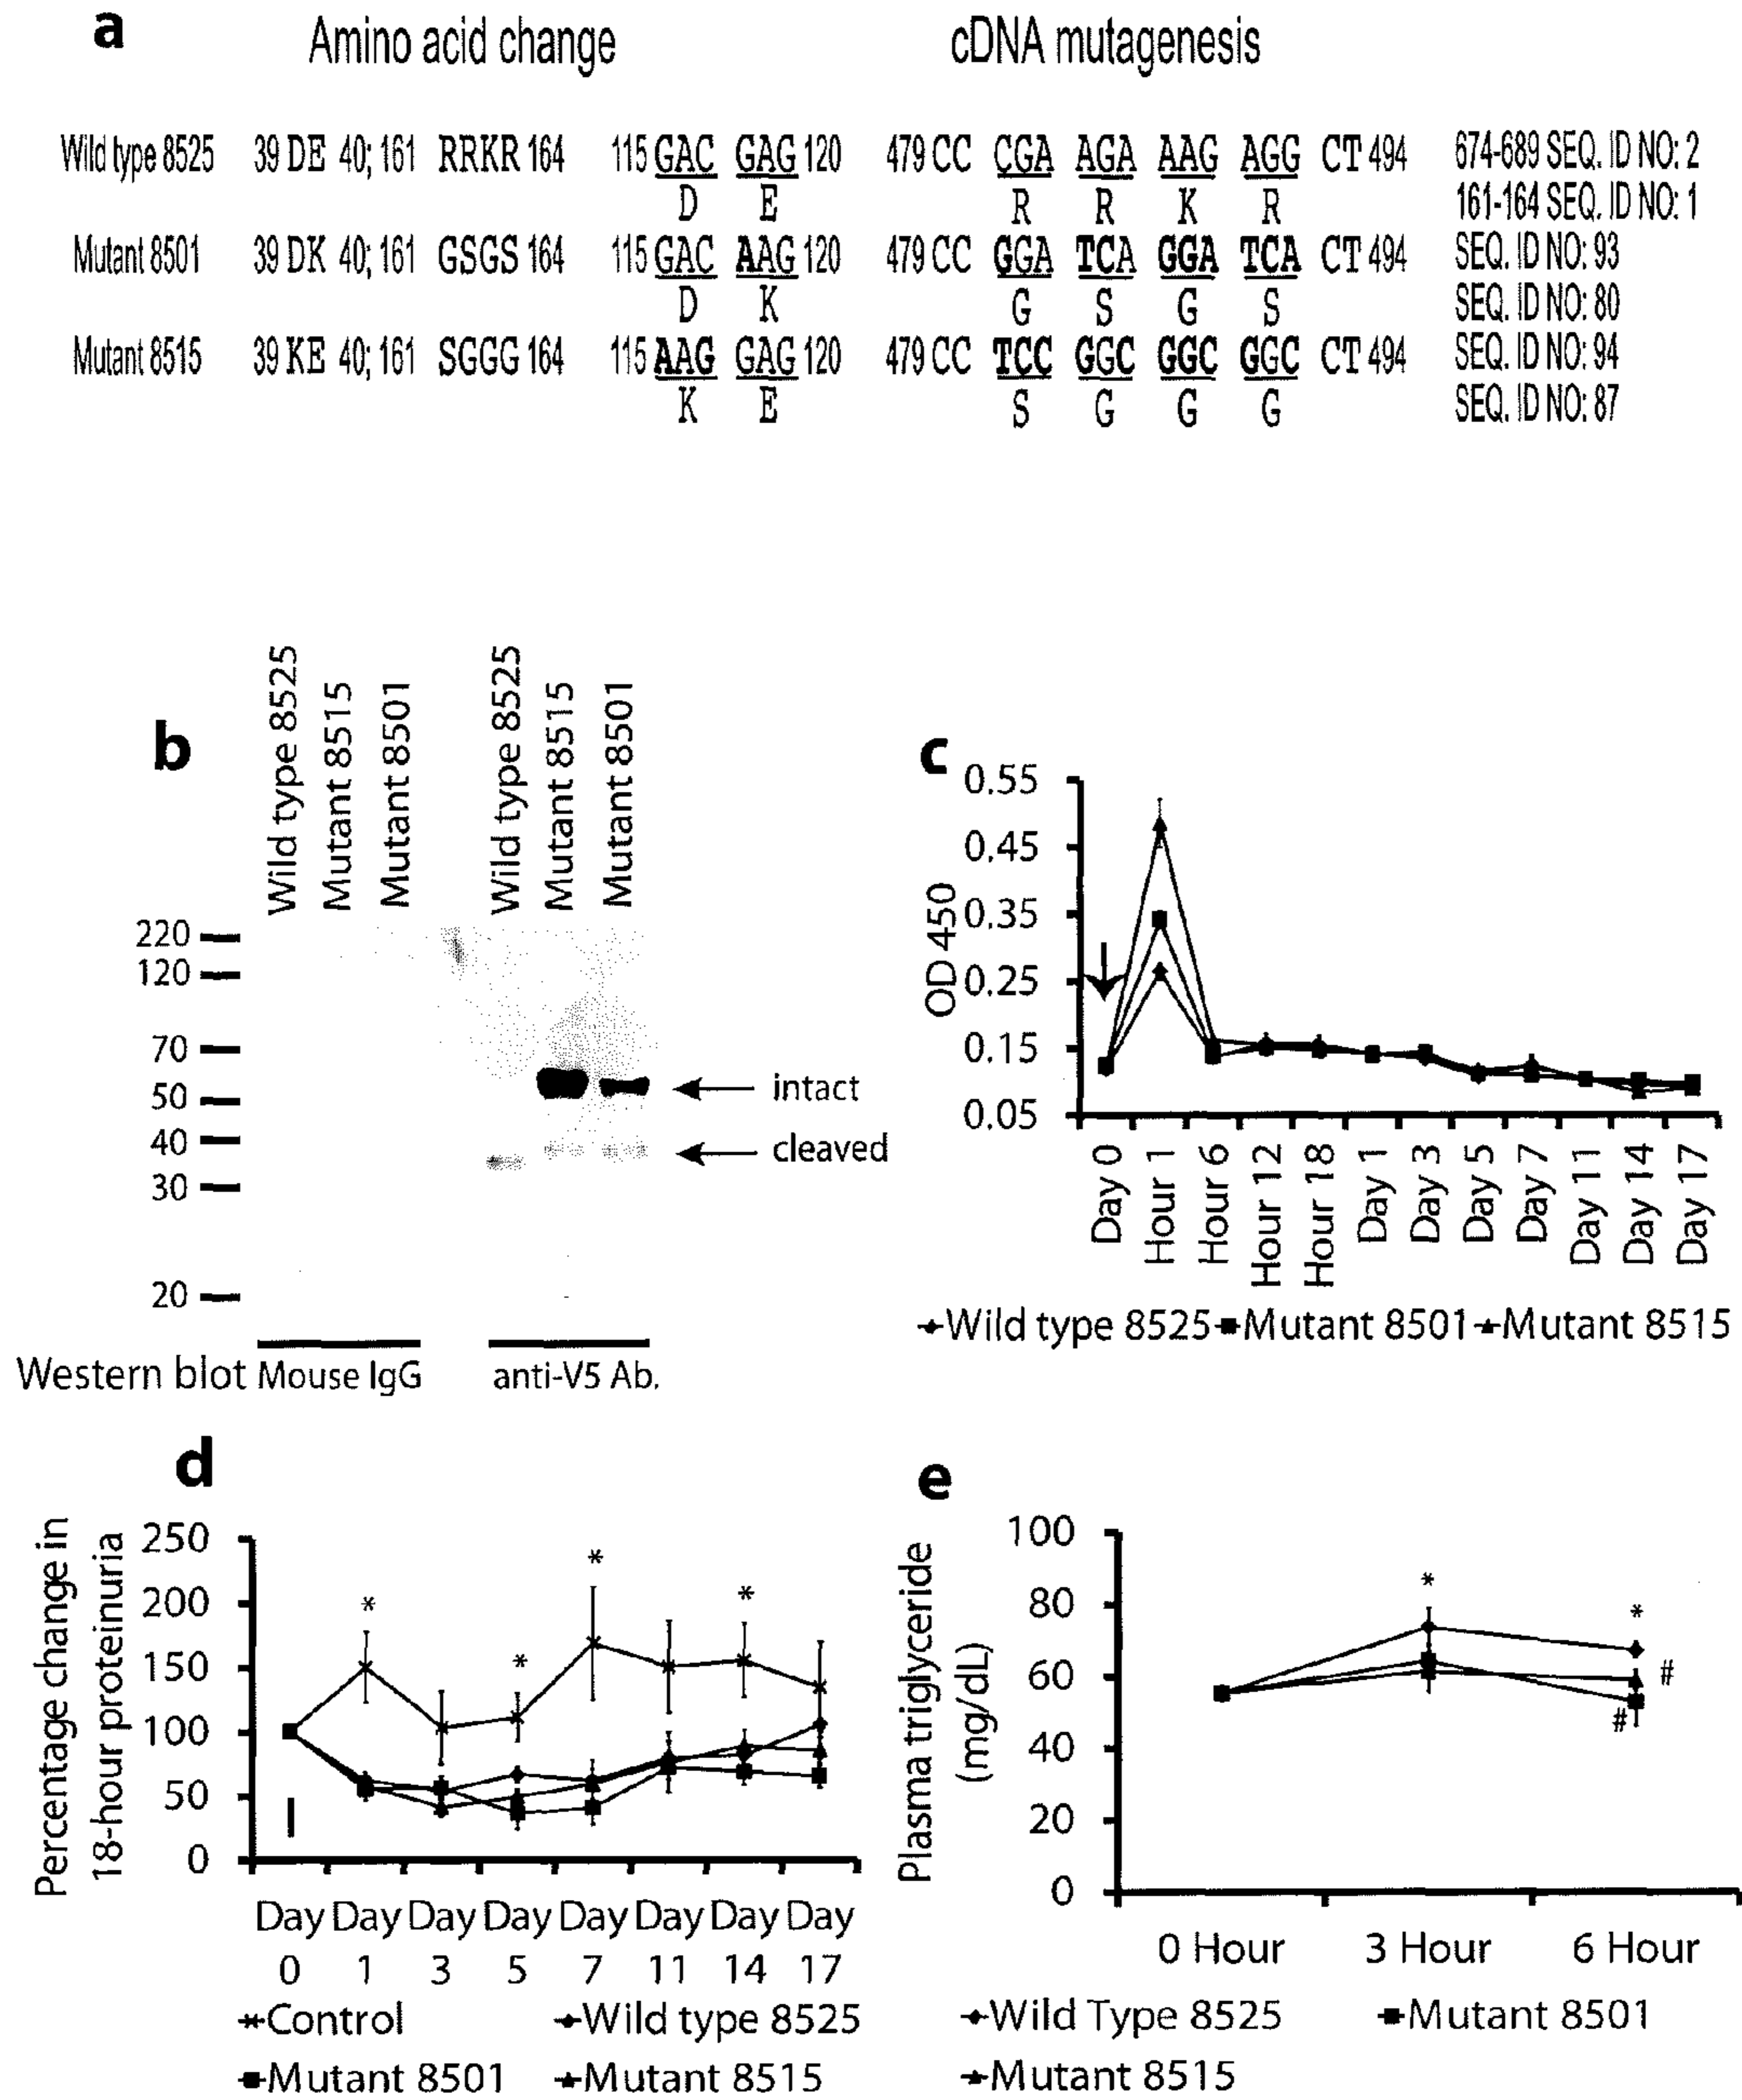 a
Amino acid change
cDNA mutagenesis
Wild type 8525 39 DE 40; 161 RRKR 164 115 GAC GAG 120 479 CC CGA AGA AAG AGG CT 494 674-689 SEQ. ID NO: 2
D E R R K R 161-164 SEQ. ID NO: 1
Mutant 8501 39 DK 40; 161 GSGS 164 115 GAC AAG 120 479 CC GGA TCA GGA TCA CT 494 SEQ. ID NO: 93
D K G S G S SEQ. ID NO: 80
Mutant 8515 39 KE 40; 161 SGGG 164 115 AAG GAG 120 479 CC TCC GGC GGC GGC CT 494 SEQ. ID NO: 94
K E S G G G SEQ. ID NO: 87
b
Wild type 8525
Mutant 8515
Mutant 8501
Wild type 8525
Mutant 8515
Mutant 8501
220
120
70
50
40
30
20
intact
cleaved
Western blot Mouse IgG anti-V5 Ab.
c
OD 450
0.55
0.45
0.35
0.25
0.15
0.05
Day 0
Hour 1
Hour 6
Hour 12
Hour 18
Day 1
Day 3
Day 5
Day 7
Day 11
Day 14
Day 17
Wild type 8525 Mutant 8501 Mutant 8515
d
Percentage change in
18-hour proteinuria
250
200
150
100
50
0
* * * *
Day Day Day Day Day Day Day Day
0 1 3 5 7 11 14 17
Control Wild type 8525
Mutant 8501 Mutant 8515
e
Plasma triglyceride
(mg/dL)
100
80
60
40
20
0
* *
#
#
0 Hour 3 Hour 6 Hour
Wild Type 8525 Mutant 8501
Mutant 8515